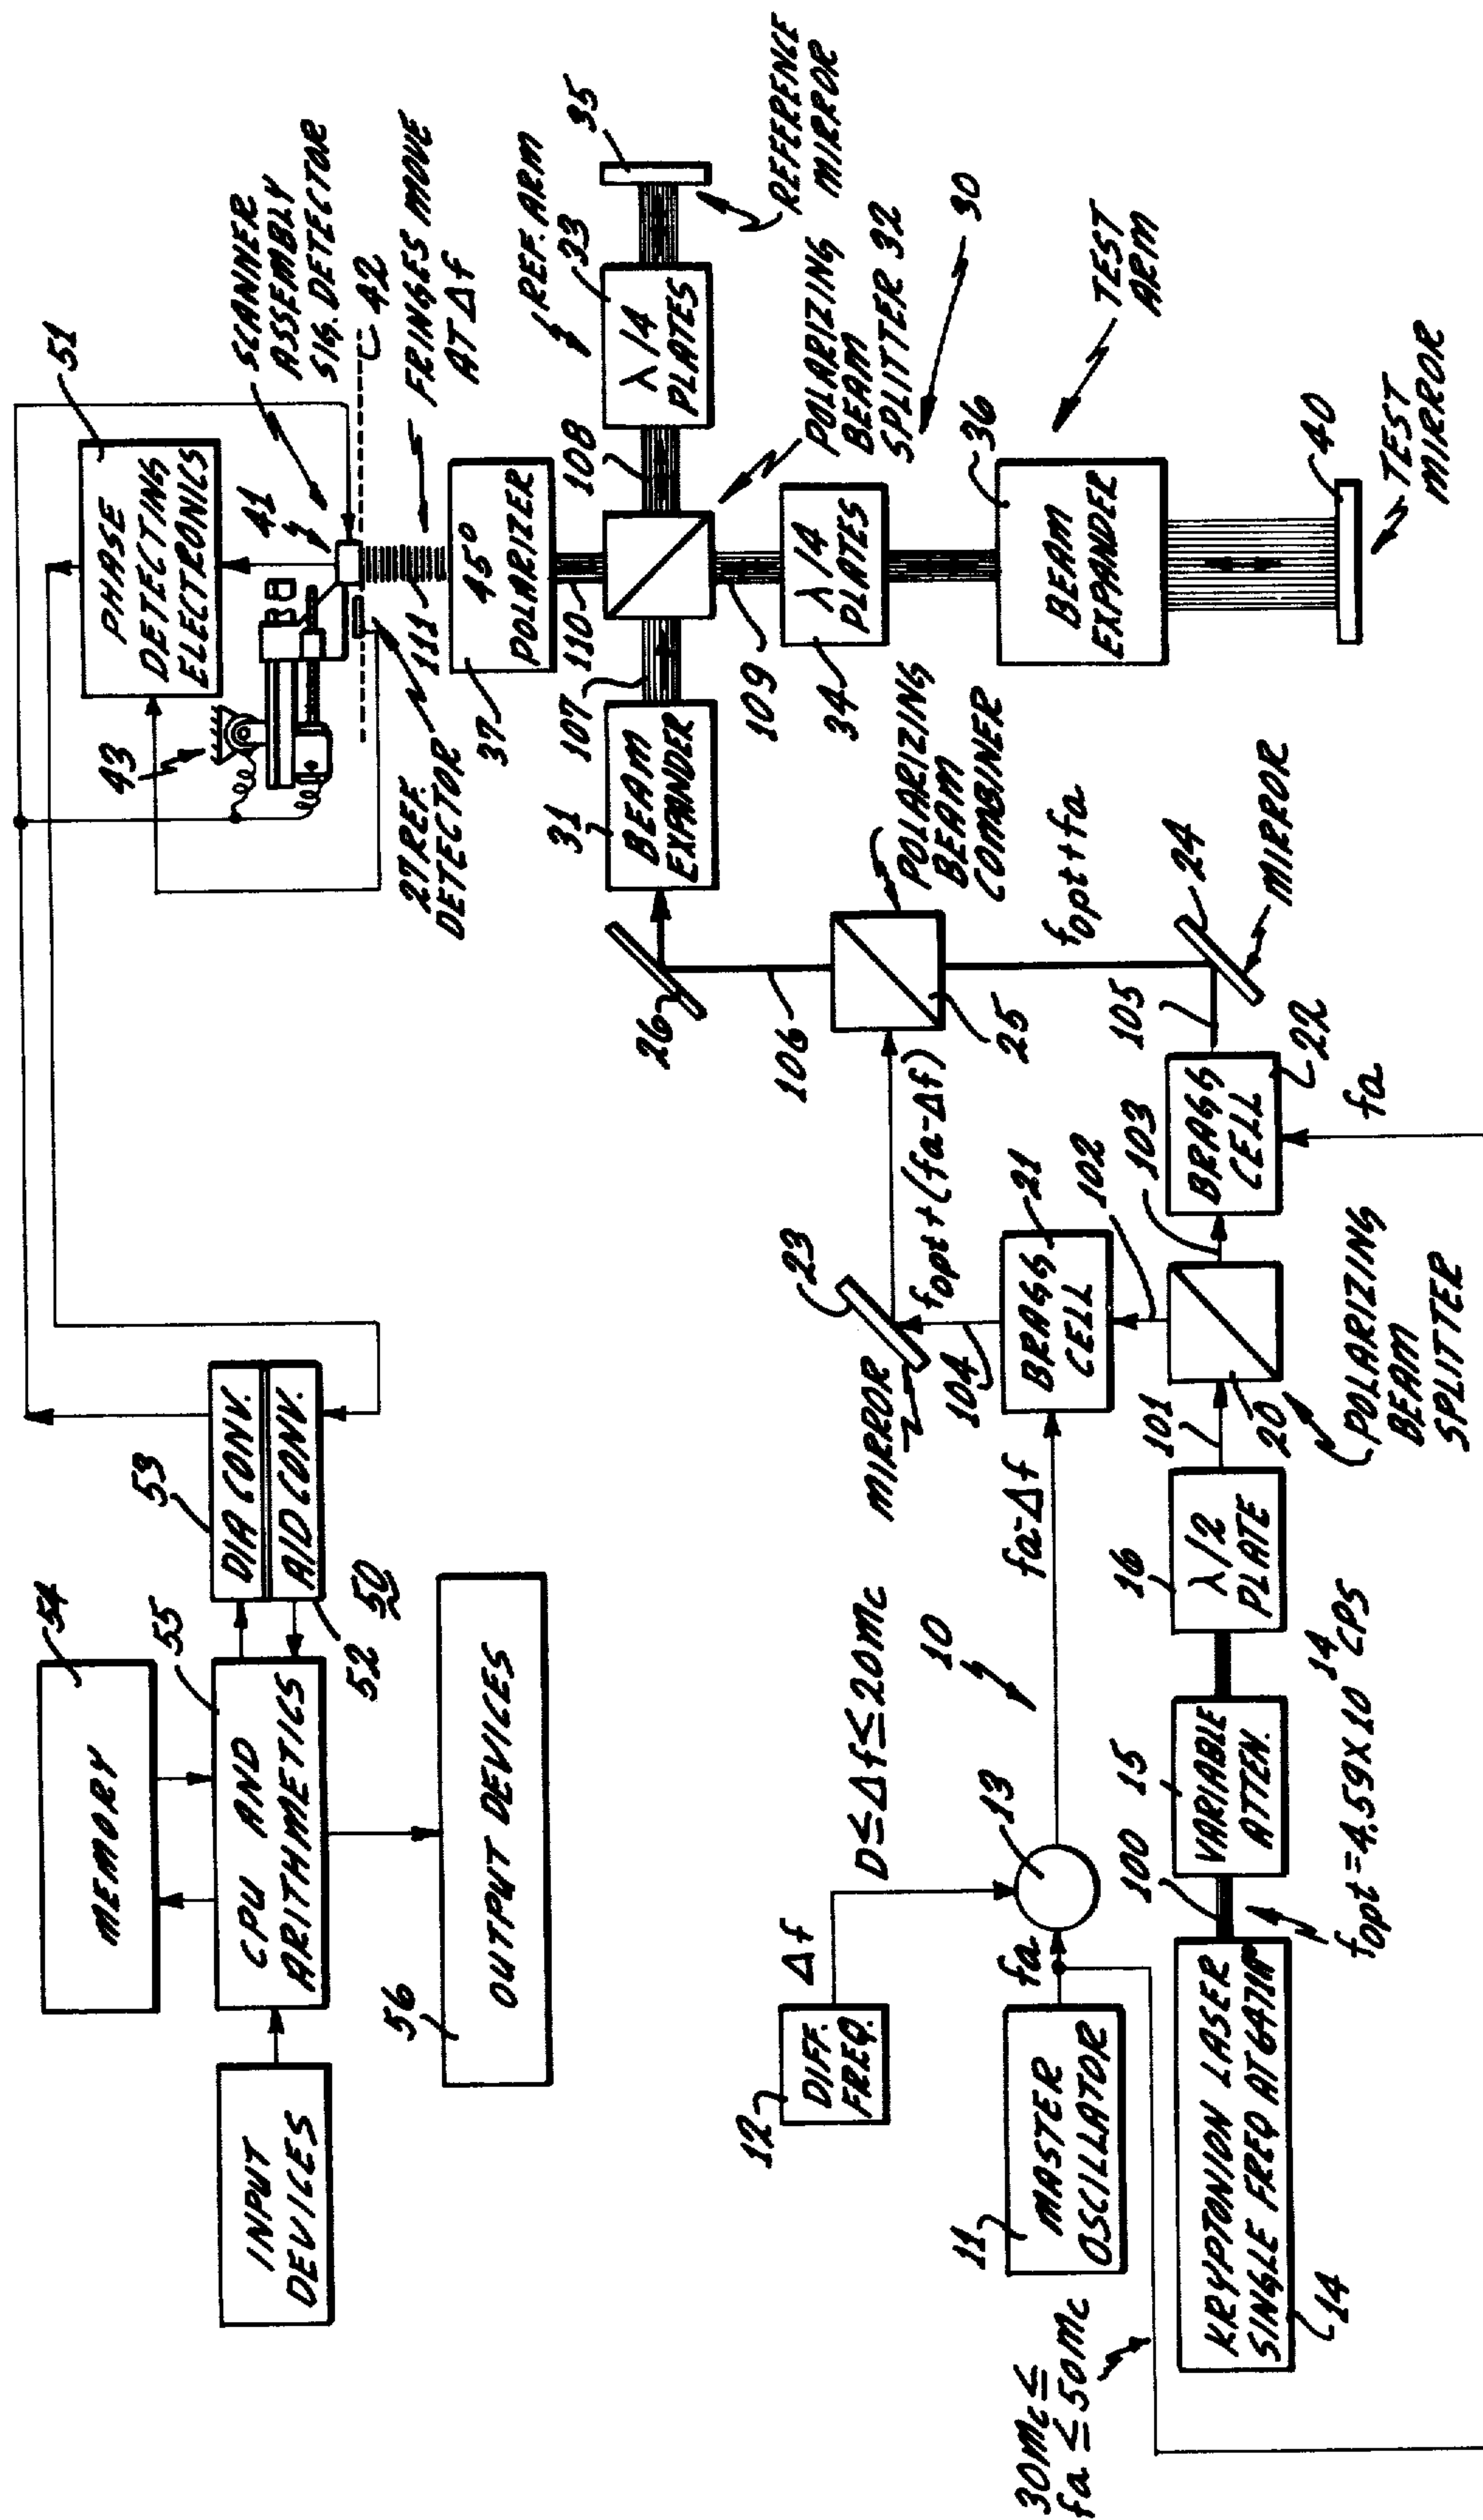 INPUT
DEVICES
MEMORY
54
CPU AND
ARITHMETICS
55
56
OUTPUT DEVICES
53
D/A CONV.
A/D CONV.
52
50
51
PHASE
DETECTING
ELECTRONICS
43
41
SCANNER
ASSEMBLY
SIG. DETECTOR
42
FRINGES MOVE
AT Δf
27 REF.
DETECTOR
111
37
45°
POLARIZER
110
REF. ARM
33
λ/4
PLATES
35
REFERENCE
MIRROR
108
107
31
BEAM
EXPANDER
POLARIZING
BEAM
SPLITTER 32
30
109
34
λ/4
PLATES
36
BEAM
EXPANDER
TEST
ARM
40
TEST
MIRROR
26
106
25
POLARIZING
BEAM
COMBINER
fopt + fa
24
MIRROR
105
22
BRAGG
CELL
fa
103
102
21
BRAGG
CELL
104
fopt + (fa-Δf)
23
MIRROR
101
20
POLARIZING
BEAM
SPLITTER
16
λ/2
PLATE
fa-Δf
10
O≤Δf≤20mc
13
15
VARIABLE
ATTEN.
100
fopt = 4.59 x 10^14 CPS
Δf
12
DIFF.
FREQ.
fa
11
MASTER
OSCILLATOR
30mc ≤
fa ≤ 50mc
KRYPTONION LASER
SINGLE FREQ AT 6471A°
14